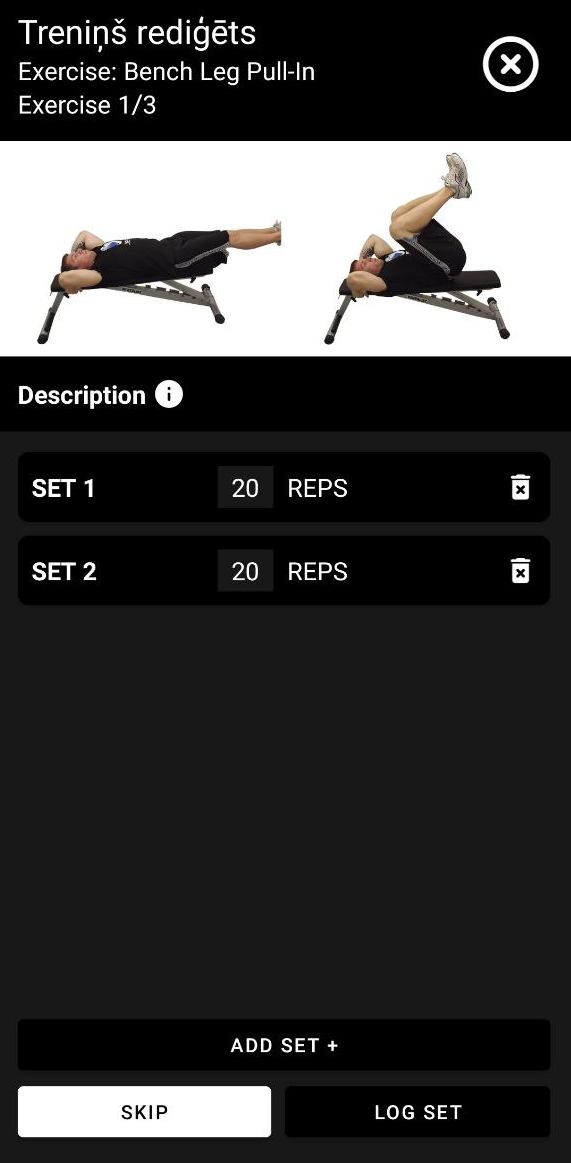 Treniņš rediģēts
Exercise: Bench Leg Pull-In
Exercise 1/3
Description
SET 1 20 REPS
SET 2 20 REPS
ADD SET +
SKIP LOG SET